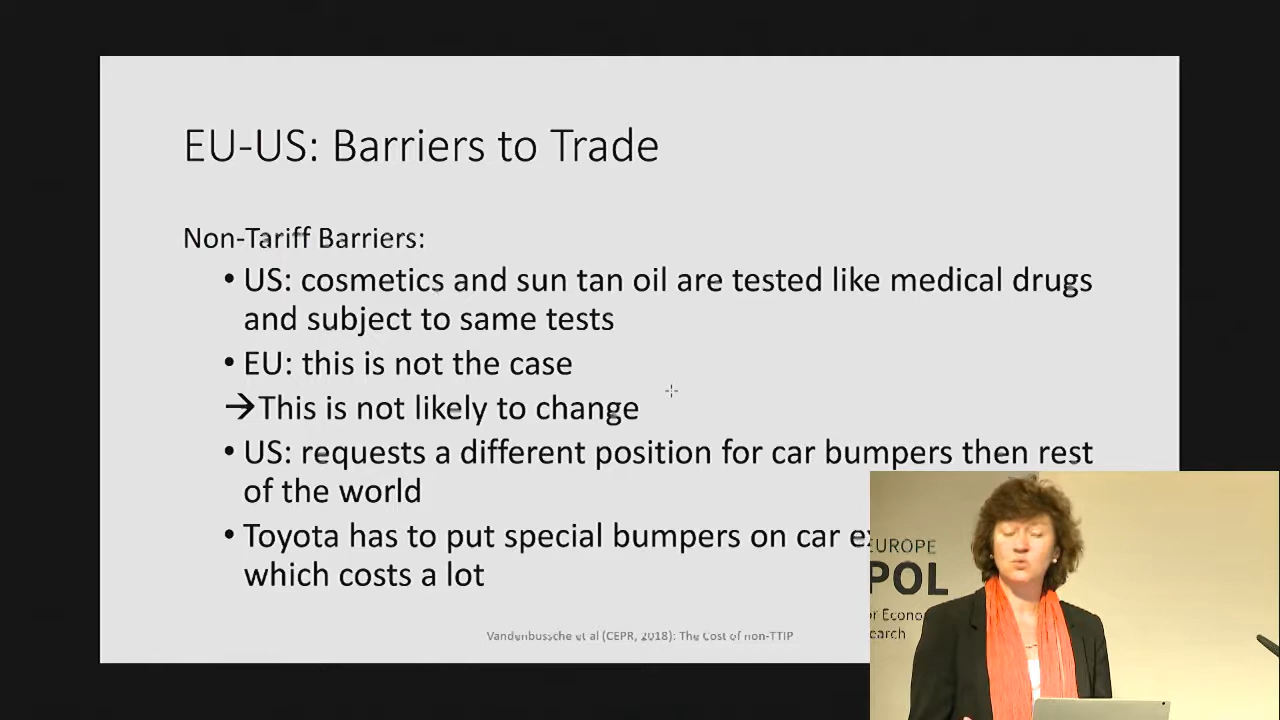 EU-US: Barriers to Trade
Non-Tariff Barriers:
• US: cosmetics and sun tan oil are tested like medical drugs
and subject to same tests
• EU: this is not the case
→This is not likely to change
• US: requests a different position for car bumpers then rest
of the world
• Toyota has to put special bumpers on car
which costs a lot
Vandenbussche et al (CEPR, 2018): The Cost of non-TTIP
EUROPE
POL